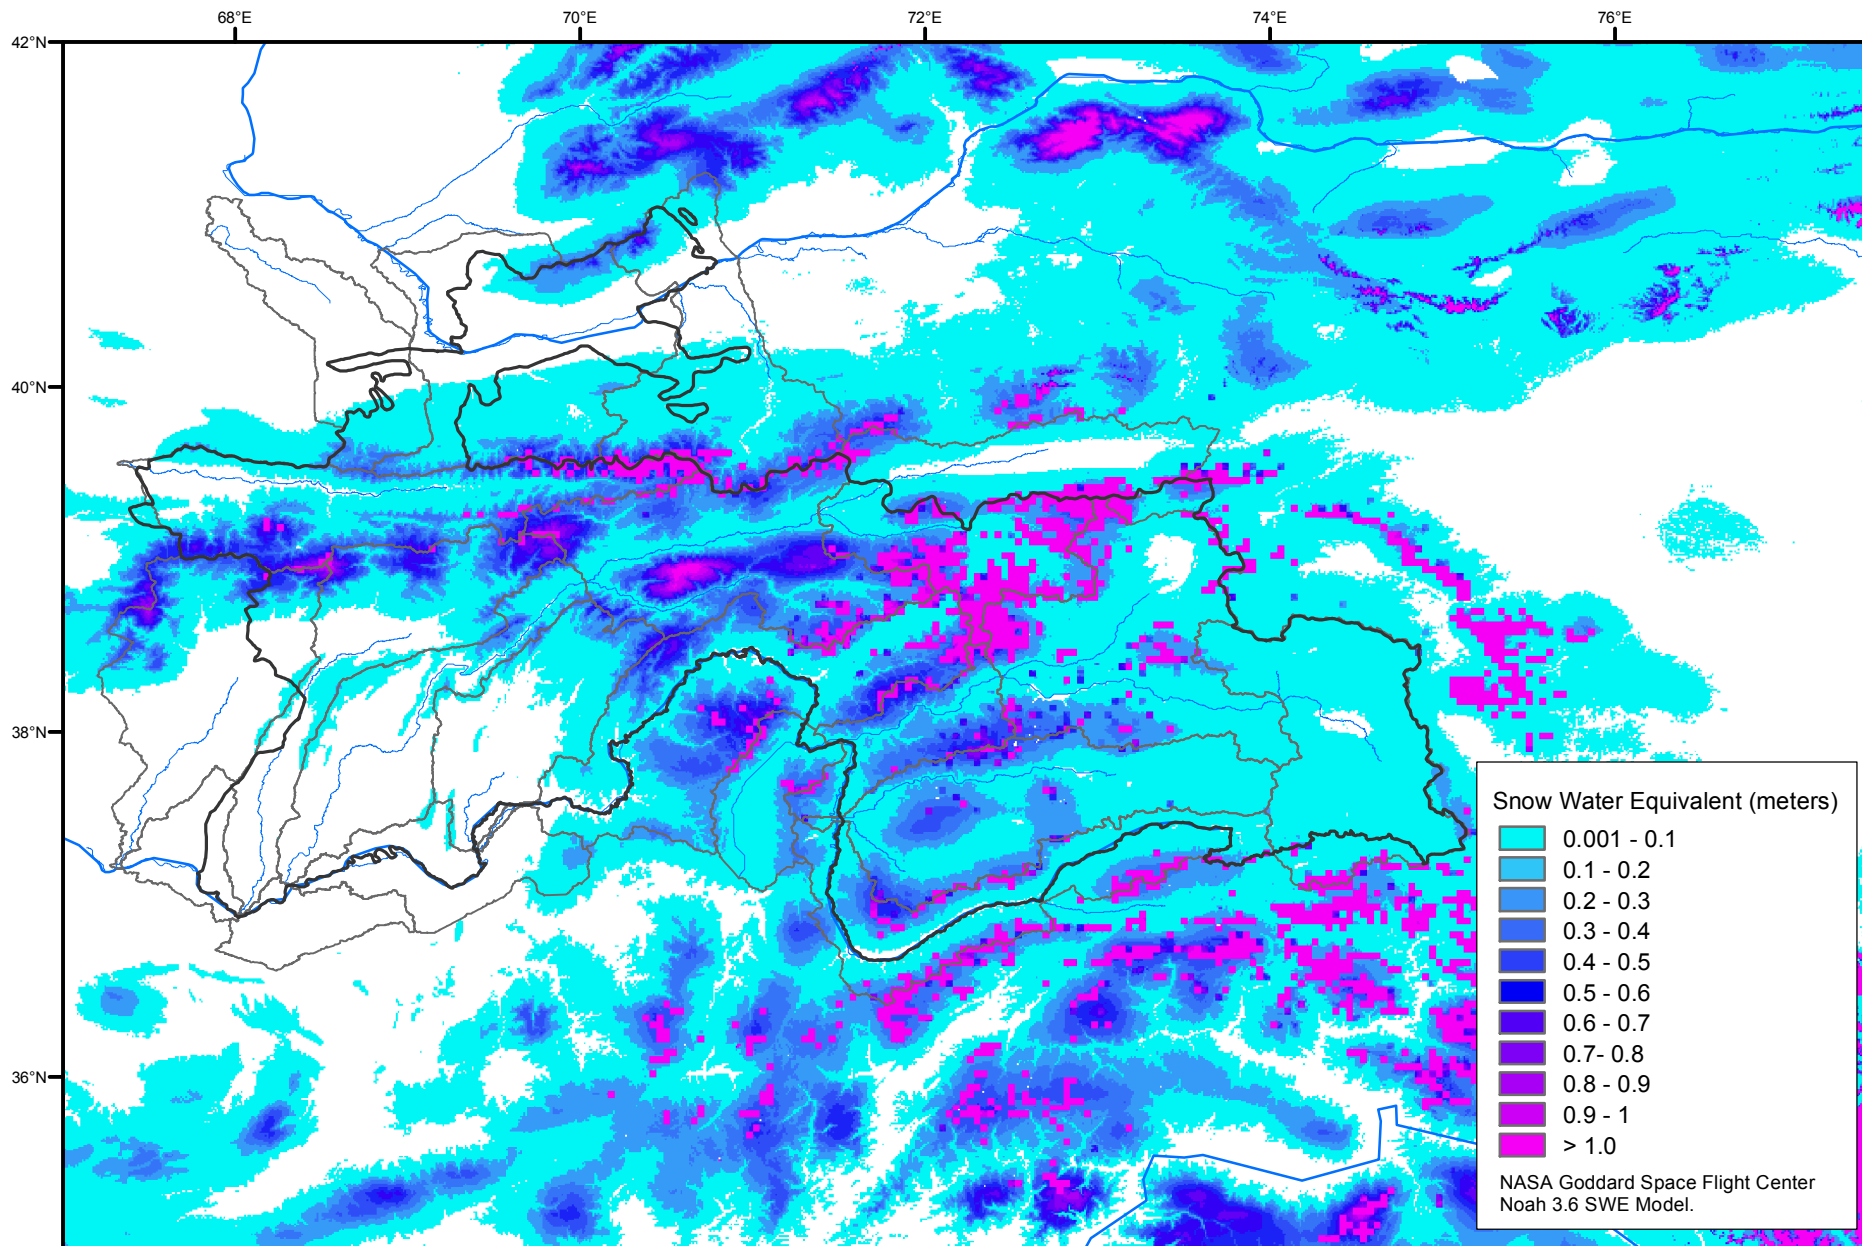 68°E
70°E
72°E
74°E
76°E
42°N
40°N
38°N
36°N
Snow Water Equivalent (meters)
0.001 - 0.1
0.1 - 0.2
0.2 - 0.3
0.3 - 0.4
0.4 - 0.5
0.5 - 0.6
0.6 - 0.7
0.7- 0.8
0.8 - 0.9
0.9 - 1
> 1.0
NASA Goddard Space Flight Center
Noah 3.6 SWE Model.